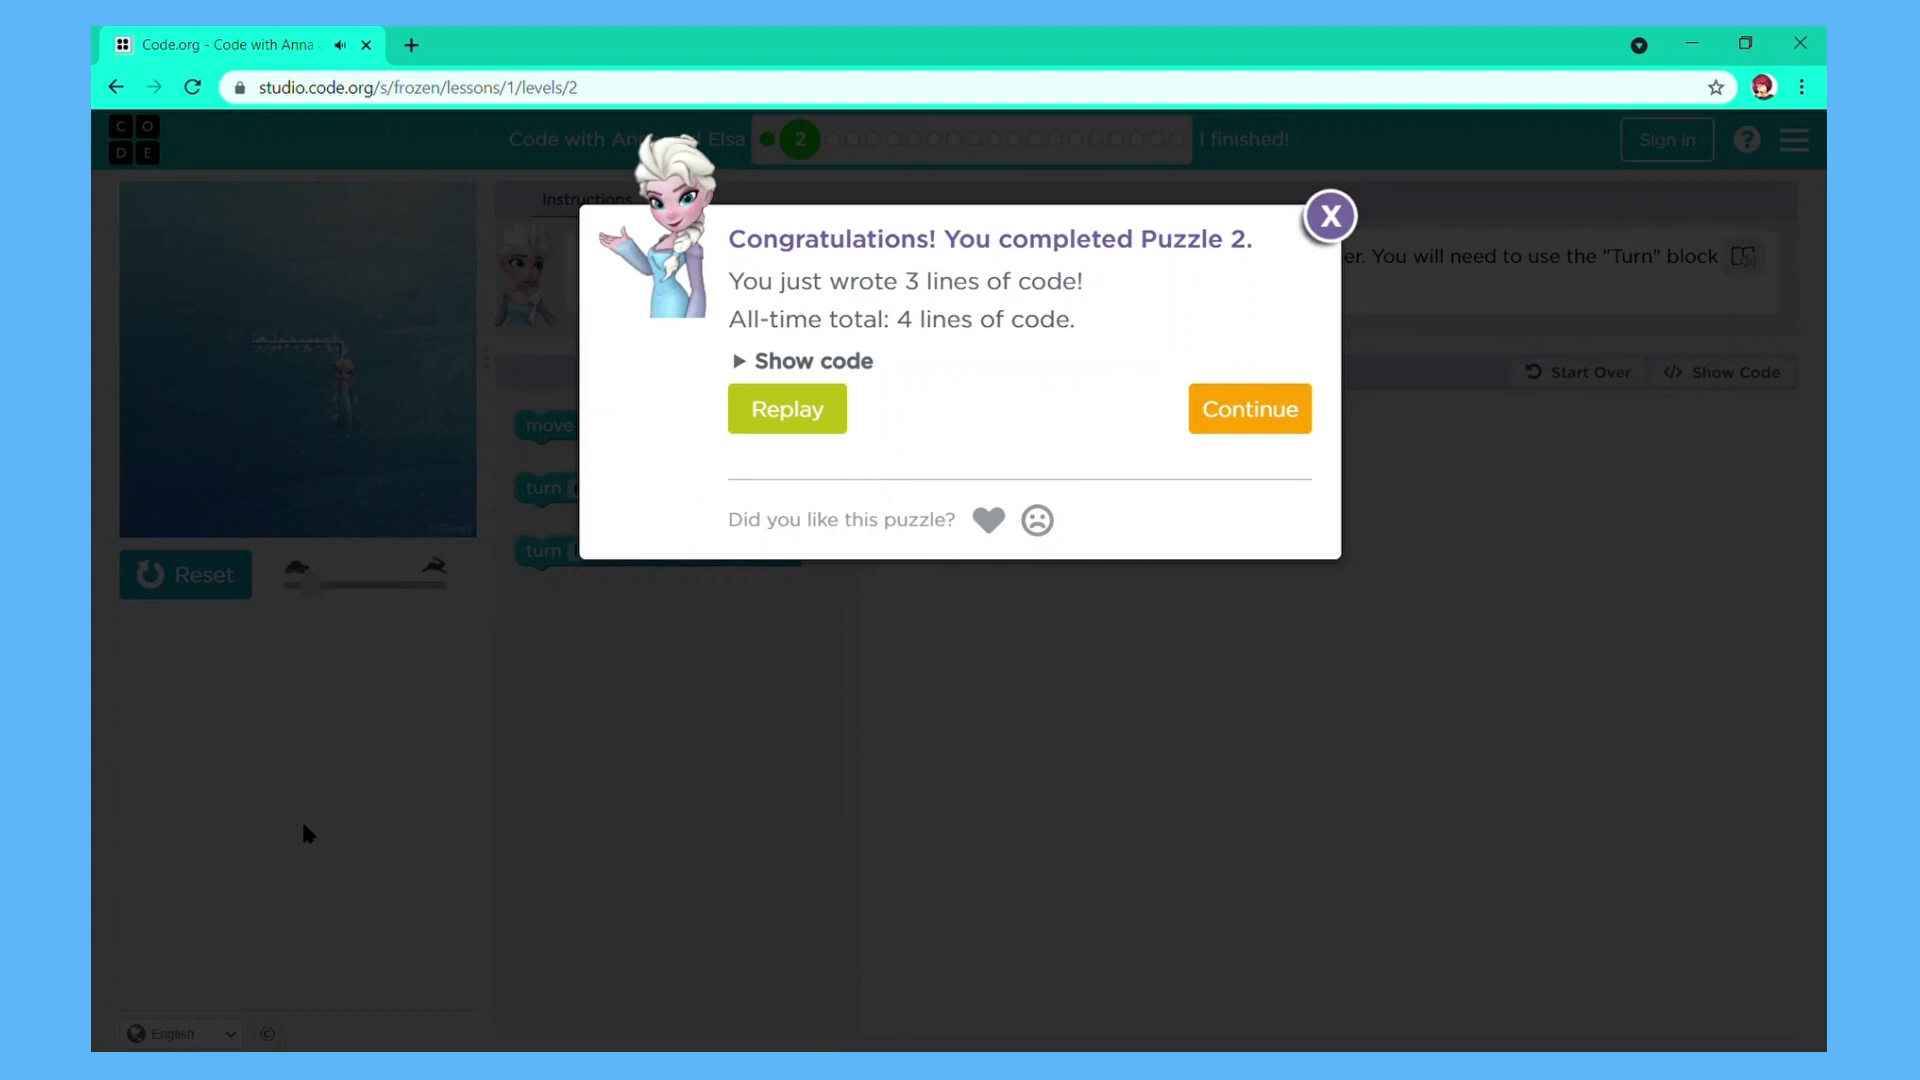 Code.org - Code with Anna
studio.code.org/s/frozen/lessons/1/levels/2
C O
D E
Code with An Elsa
2
I finished!
Sign in
?
Instructions
X
Congratulations! You completed Puzzle 2.
You just wrote 3 lines of code!
All-time total: 4 lines of code.
Show code
Replay
Continue
Did you like this puzzle?
er. You will need to use the "Turn" block
Start Over
Show Code
move
turn
turn
©Disney
Reset
English
©